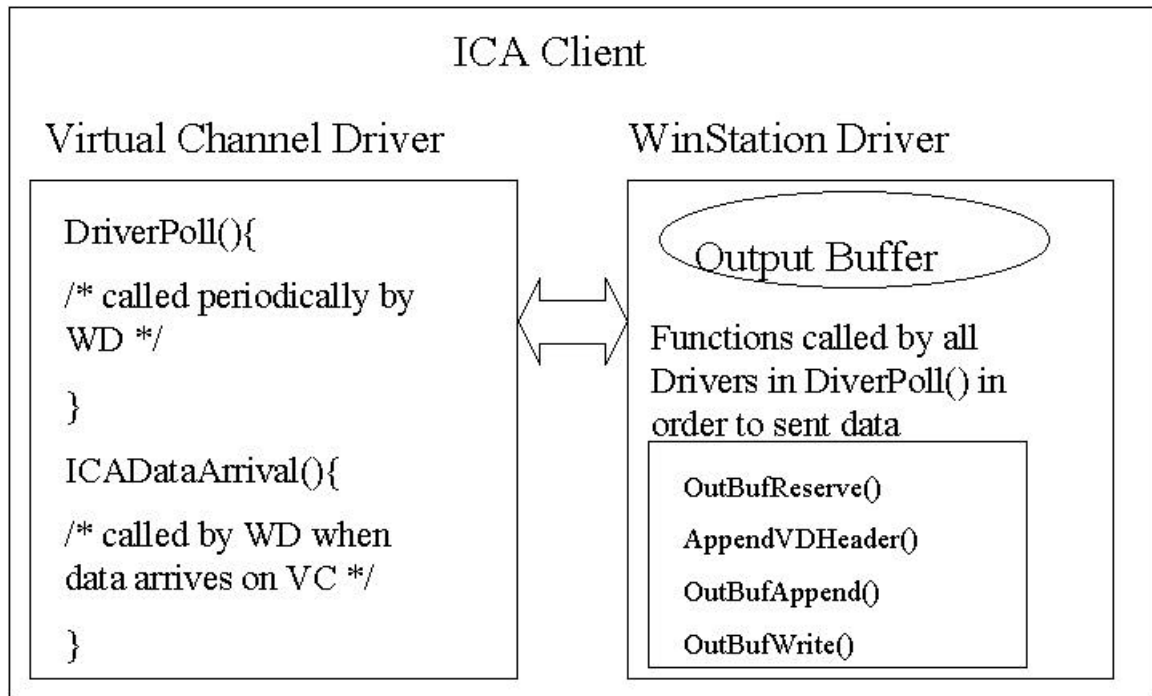 ICA Client
Virtual Channel Driver
DriverPoll(){
/* called periodically by
WD */
}
ICADataArrival(){
/* called by WD when
data arrives on VC */
}
WinStation Driver
Output Buffer
Functions called by all
Drivers in DiverPoll() in
order to sent data
OutBufReserve()
AppendVDHeader()
OutBufAppend()
OutBufWrite()